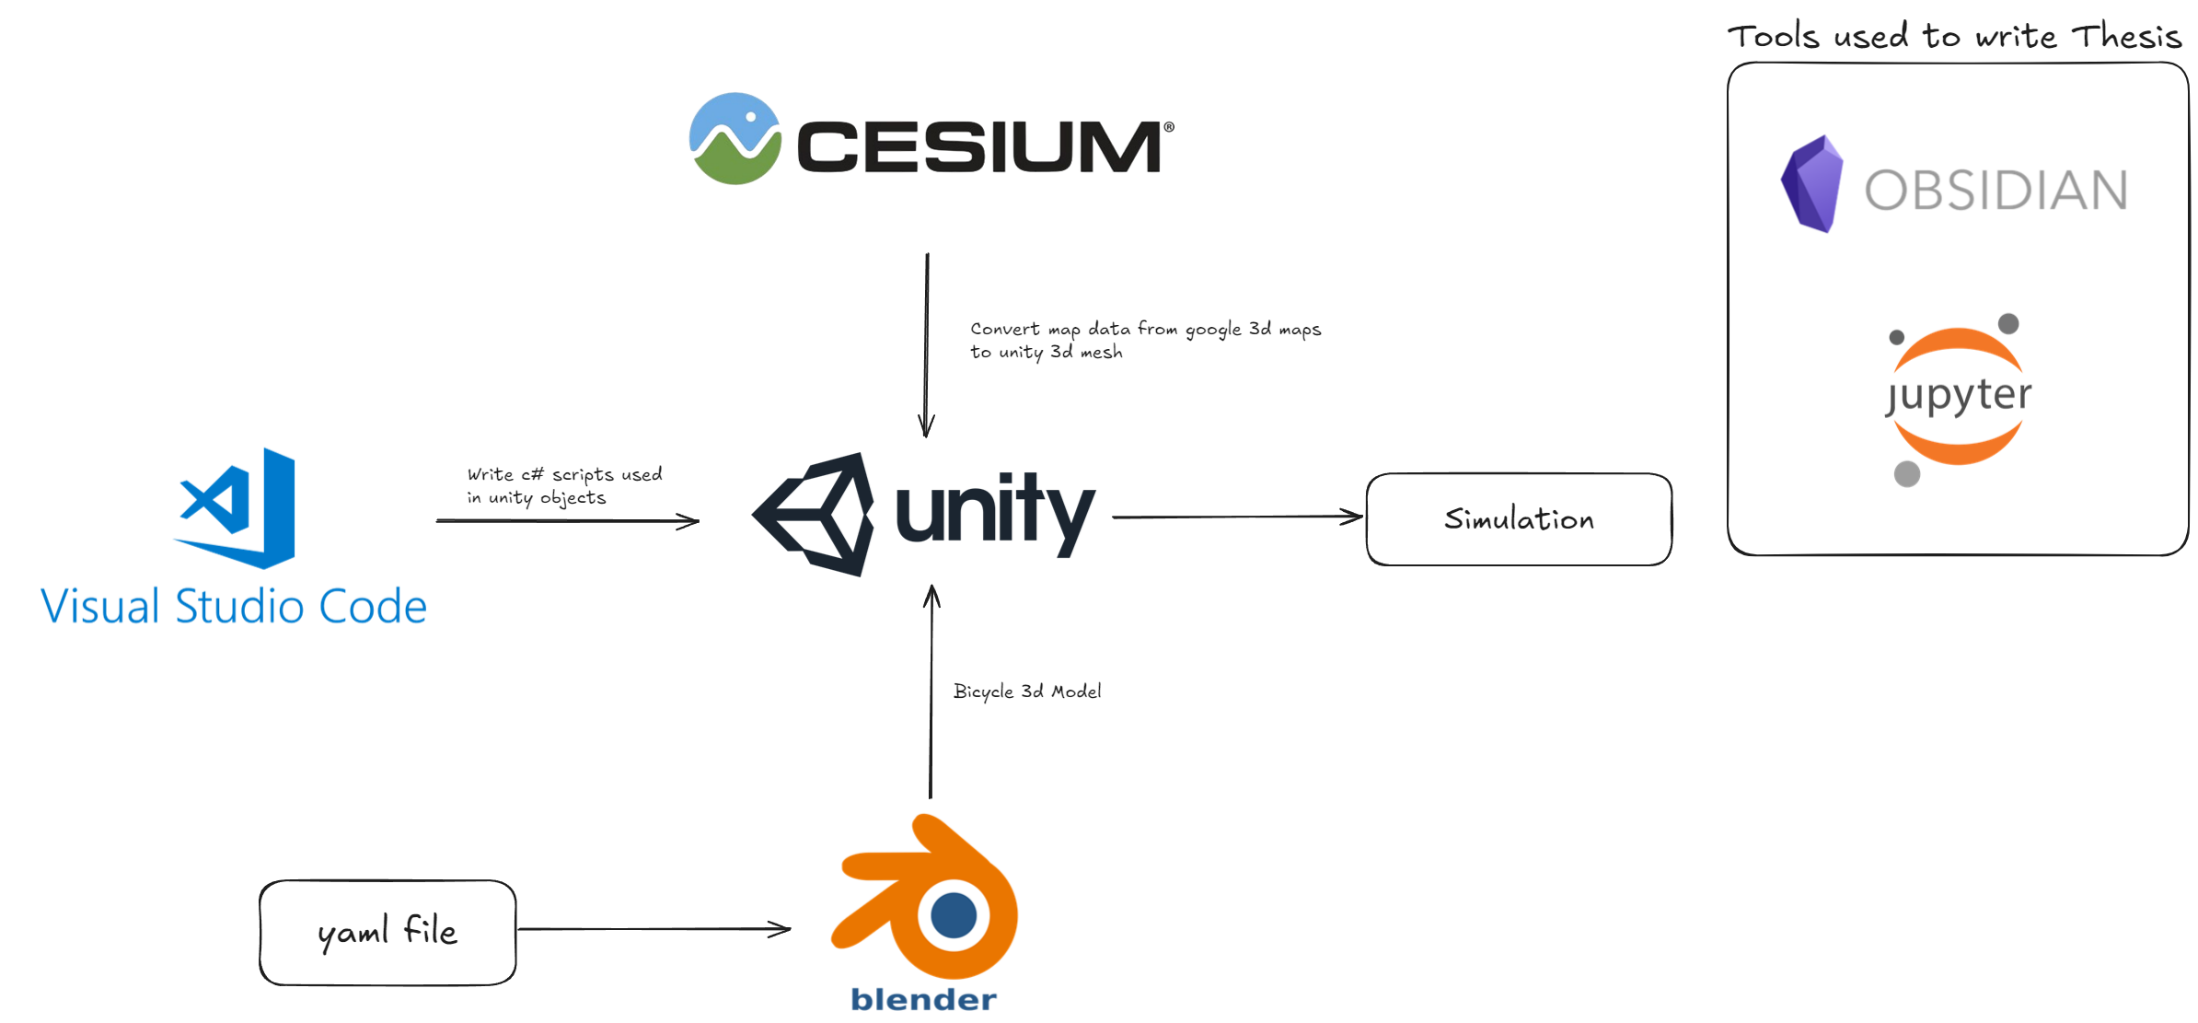 Tools used to write Thesis
CESIUM®
OBSIDIAN
Convert map data from google 3d maps
to unity 3d mesh
jupyter
Write c# scripts used
in unity objects
unity
Simulation
Visual Studio Code
Bicycle 3d Model
yaml file
blender